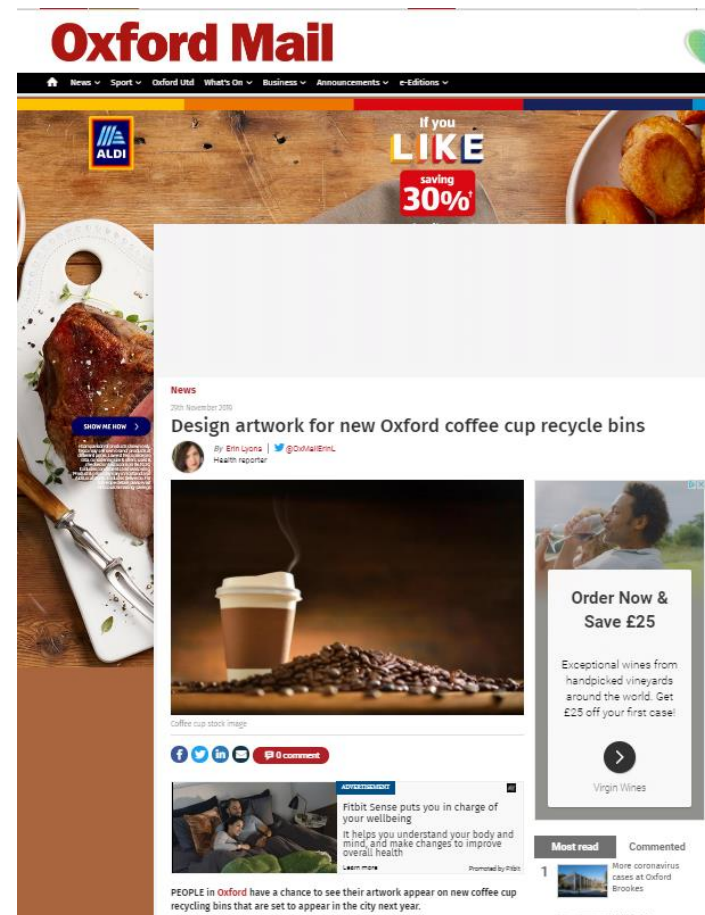 Oxford Mail
News Sport Oxford Utd What's On Business Announcements e-Editions
ALDI
If you
LIKE
saving
30%†
SHOW ME HOW
News
29th November 2019
Design artwork for new Oxford coffee cup recycle bins
By Erin Lyons | @OxMailErinL
Health reporter
Coffee cup stock image
0 comment
Order Now &
Save £25
Exceptional wines from
handpicked vineyards
around the world. Get
£25 off your first case!
Virgin Wines
ADVERTISEMENT
Fitbit Sense puts you in charge of
your wellbeing
It helps you understand your body and
mind, and make changes to improve
overall health
Learn more Promoted by Fitbit
Most read Commented
1 More coronavirus
cases at Oxford
Brookes
PEOPLE in Oxford have a chance to see their artwork appear on new coffee cup
recycling bins that are set to appear in the city next year.